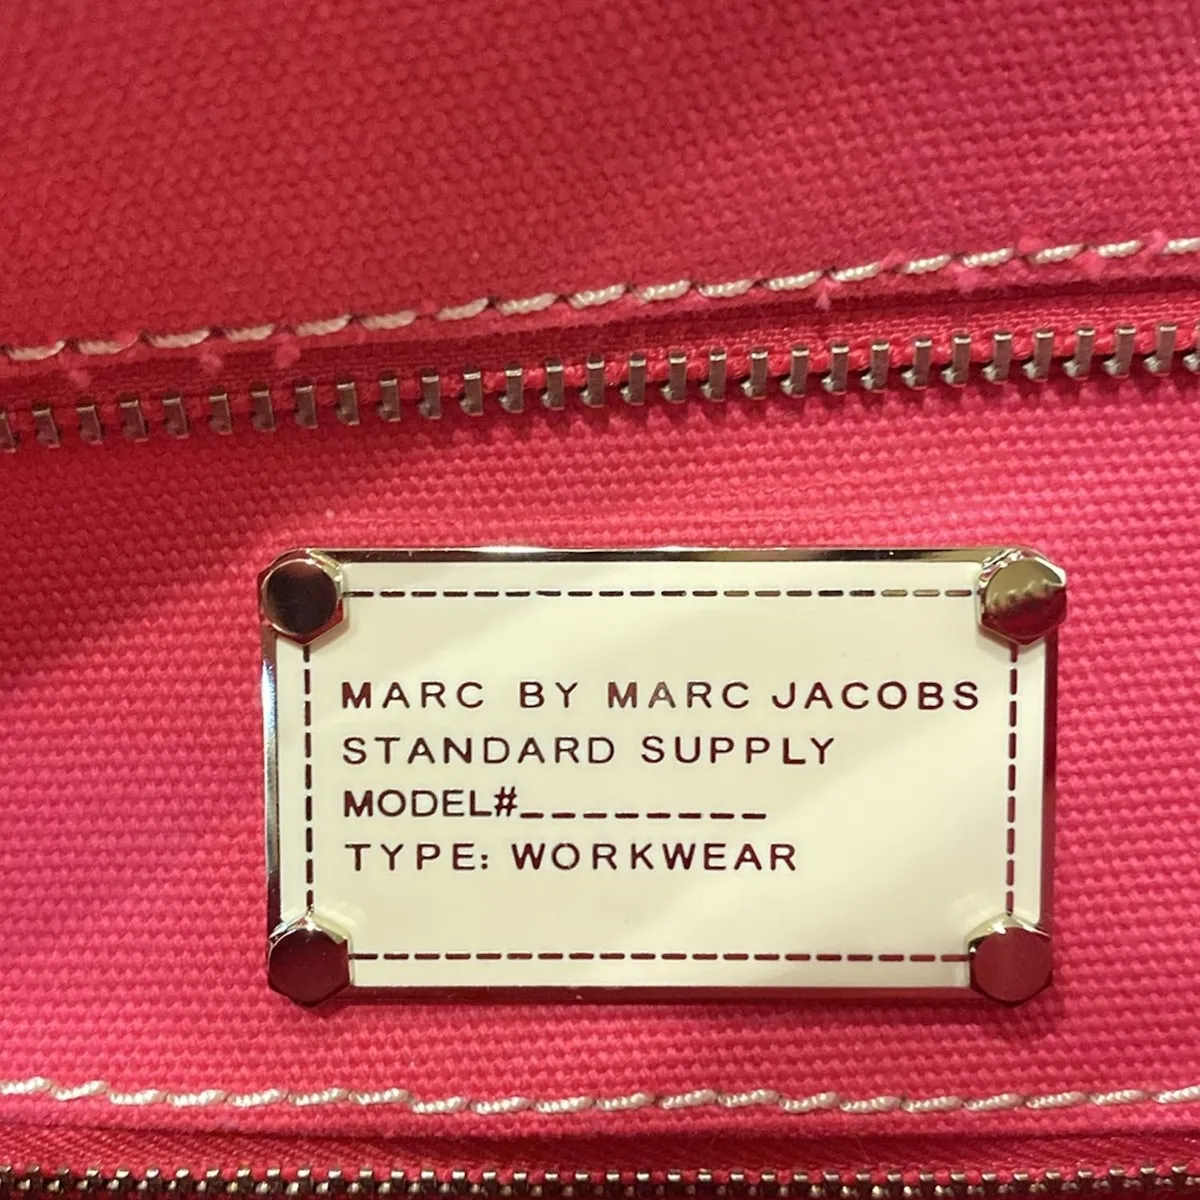 MARC BY MARC JACOBS
STANDARD SUPPLY
MODEL#________
TYPE: WORKWEAR